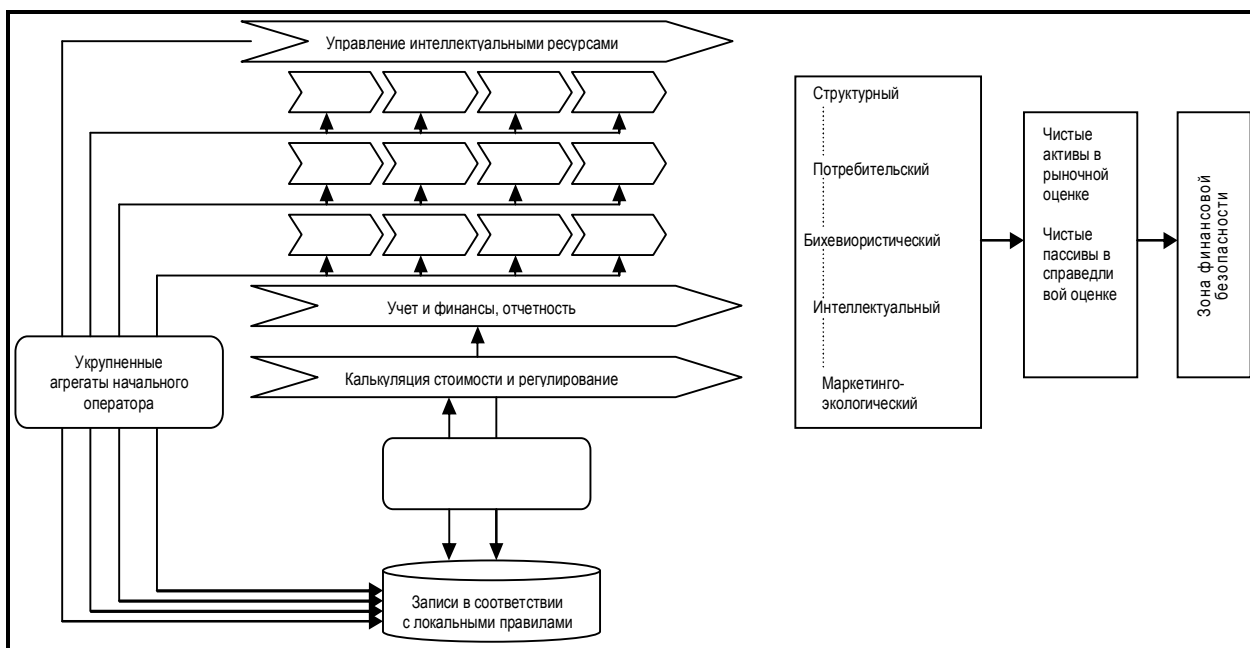 Управление интеллектуальными ресурсами
Учет и финансы, отчетность
Укрупненные
агрегаты начального
оператора
Калькуляция стоимости и регулирование
Записи в соответствии
с локальными правилами
Структурный
Потребительский
Бихевиористический
Интеллектуальный
Маркетинго-
экологический
Чистые
активы в
рыночной
оценке
Чистые
пассивы в
справедли
вой оценке
Зона финансовой
безопасности